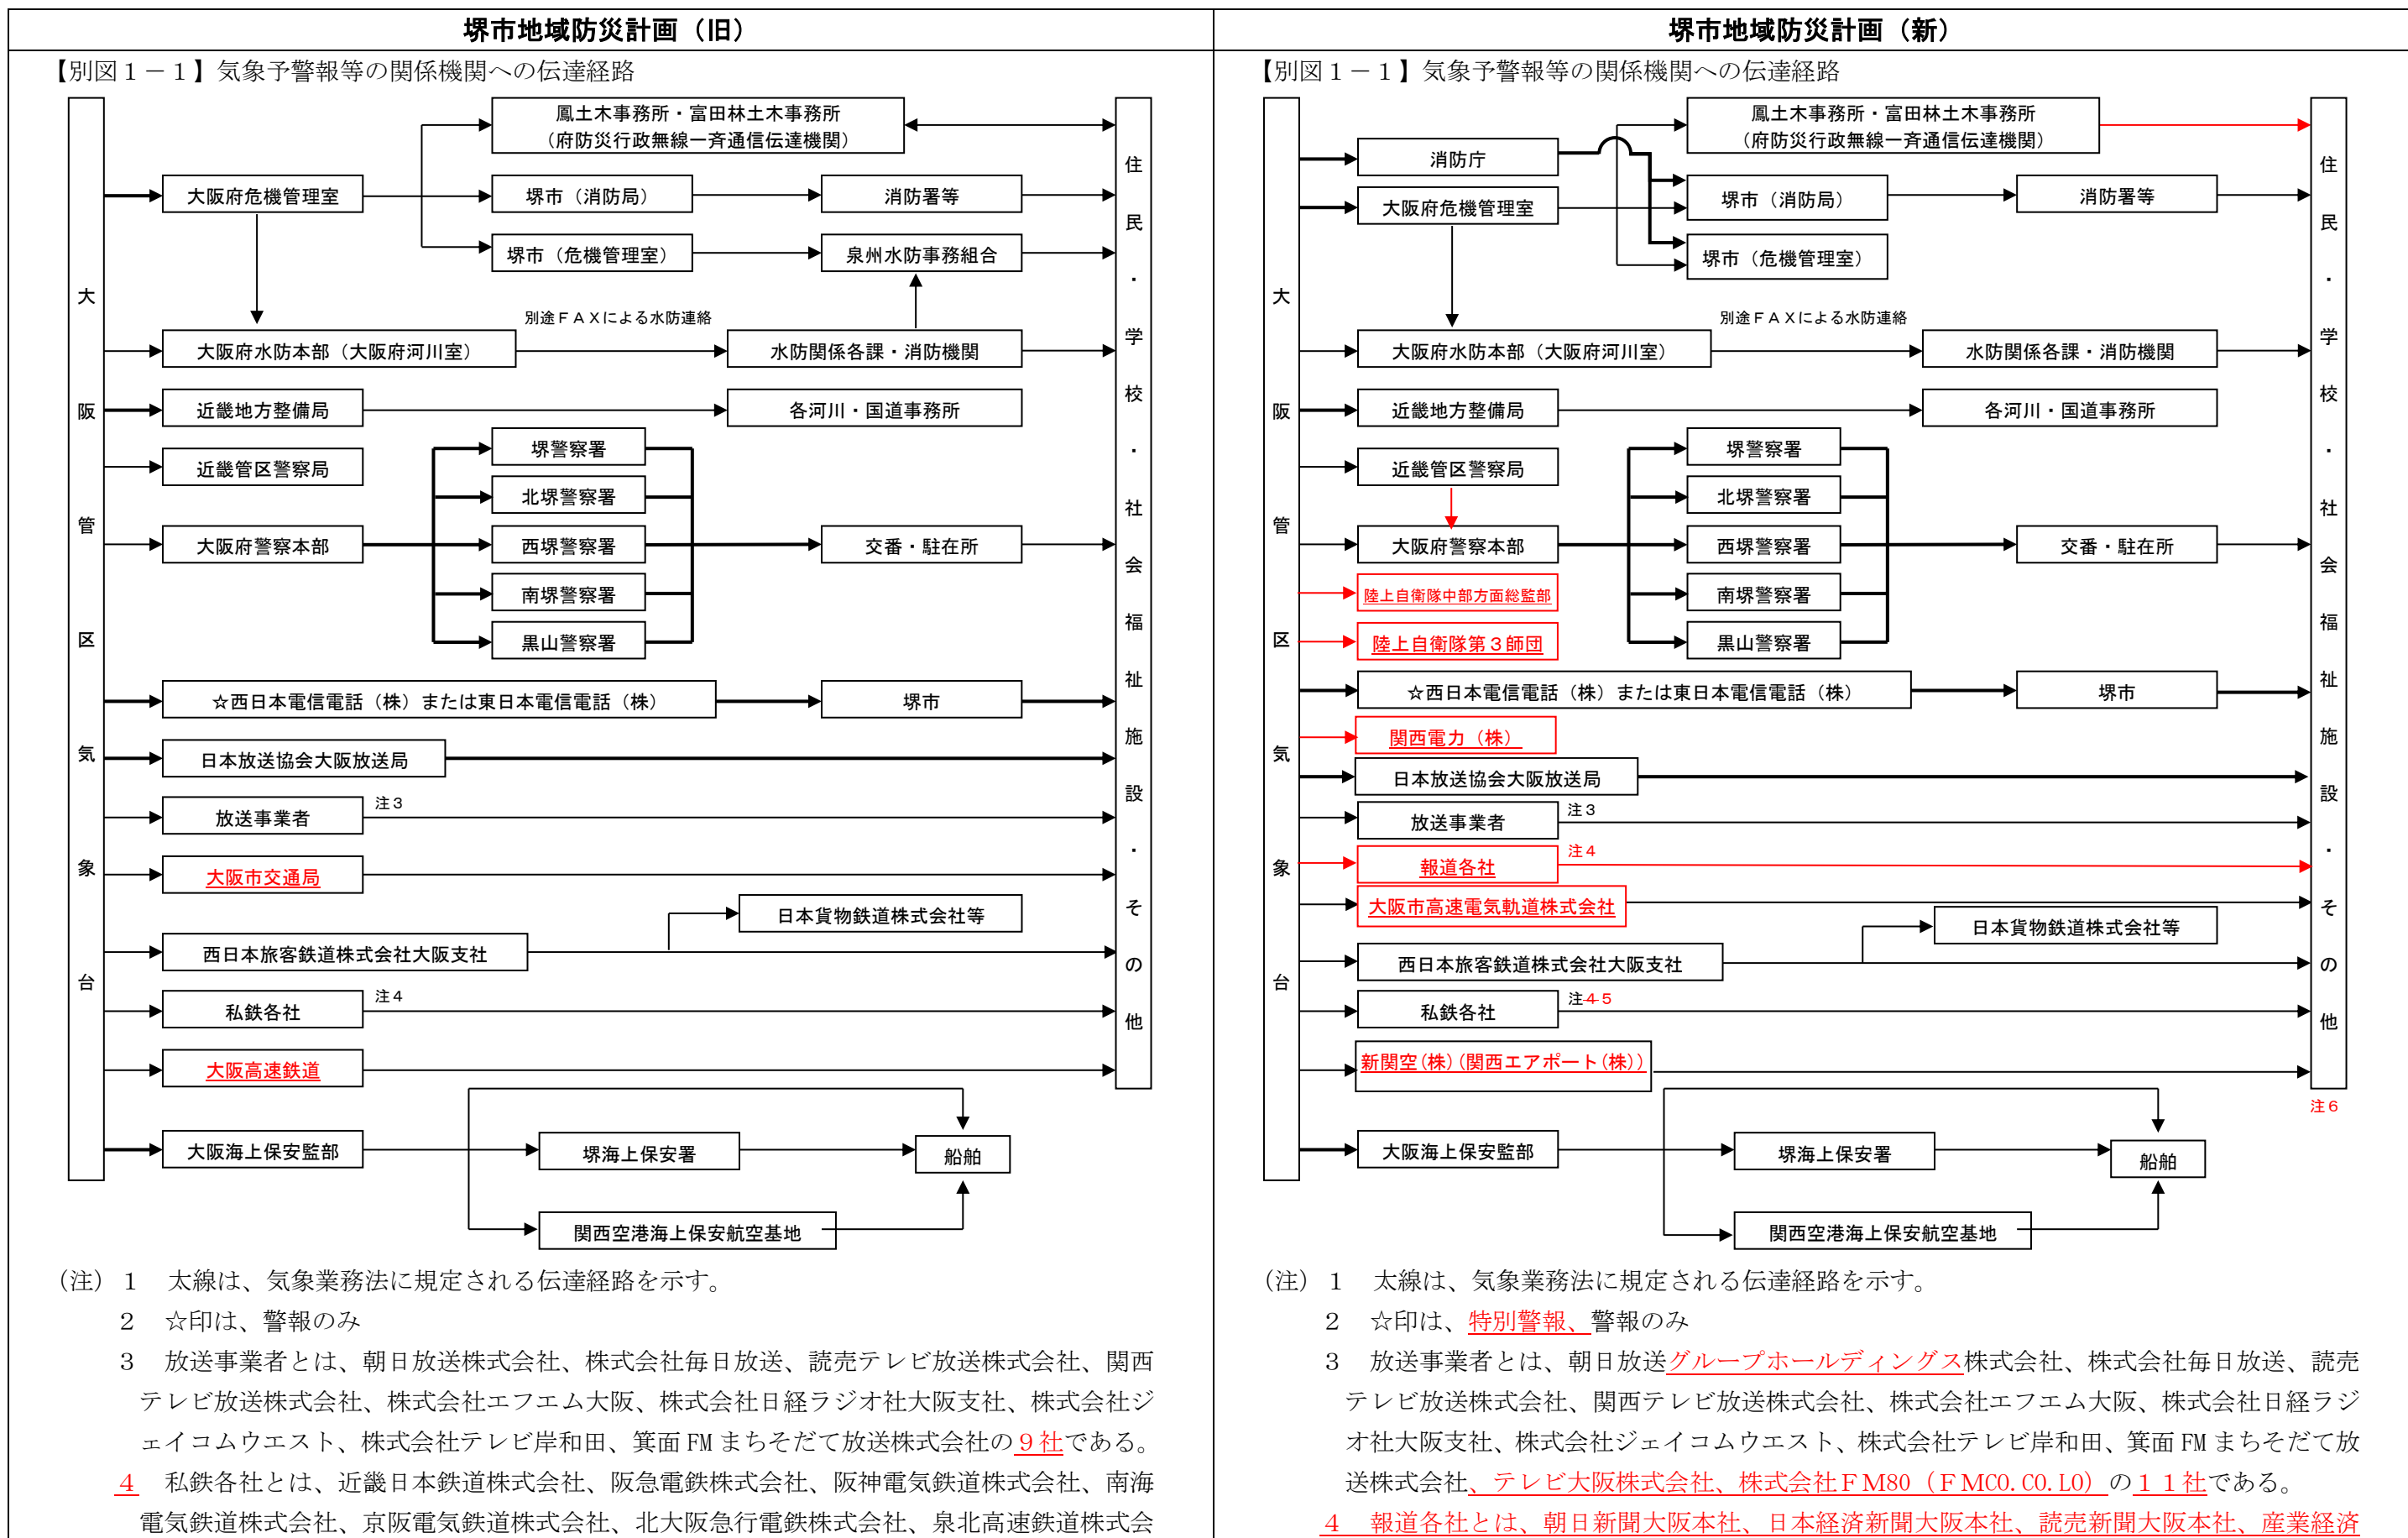 堺市地域防災計画（旧）
【別図１－１】気象予警報等の関係機関への伝達経路
大阪管区気象台
鳳土木事務所・富田林土木事務所
（府防災行政無線一斉通信伝達機関）
大阪府危機管理室
堺市（消防局）
消防署等
堺市（危機管理室）
泉州水防事務組合
別途ＦＡＸによる水防連絡
大阪府水防本部（大阪府河川室）
水防関係各課・消防機関
近畿地方整備局
各河川・国道事務所
近畿管区警察局
堺警察署
北堺警察署
大阪府警察本部
西堺警察署
交番・駐在所
南堺警察署
黒山警察署
☆西日本電信電話（株）または東日本電信電話（株）
堺市
日本放送協会大阪放送局
放送事業者
注３
大阪市交通局
日本貨物鉄道株式会社等
西日本旅客鉄道株式会社大阪支社
私鉄各社
注４
大阪高速鉄道
大阪海上保安監部
堺海上保安署
船舶
関西空港海上保安航空基地
住民・学校・社会福祉施設・その他
（注）１　太線は、気象業務法に規定される伝達経路を示す。
２　☆印は、警報のみ
３　放送事業者とは、朝日放送株式会社、株式会社毎日放送、読売テレビ放送株式会社、関西
テレビ放送株式会社、株式会社エフエム大阪、株式会社日経ラジオ社大阪支社、株式会社ジ
ェイコムウエスト、株式会社テレビ岸和田、箕面 FM まちそだて放送株式会社の９社である。
４　私鉄各社とは、近畿日本鉄道株式会社、阪急電鉄株式会社、阪神電気鉄道株式会社、南海
電気鉄道株式会社、京阪電気鉄道株式会社、北大阪急行電鉄株式会社、泉北高速鉄道株式会
堺市地域防災計画（新）
【別図１－１】気象予警報等の関係機関への伝達経路
大阪管区気象台
鳳土木事務所・富田林土木事務所
（府防災行政無線一斉通信伝達機関）
消防庁
大阪府危機管理室
堺市（消防局）
消防署等
堺市（危機管理室）
別途ＦＡＸによる水防連絡
大阪府水防本部（大阪府河川室）
水防関係各課・消防機関
近畿地方整備局
各河川・国道事務所
近畿管区警察局
堺警察署
北堺警察署
大阪府警察本部
西堺警察署
交番・駐在所
陸上自衛隊中部方面総監部
南堺警察署
陸上自衛隊第３師団
黒山警察署
☆西日本電信電話（株）または東日本電信電話（株）
堺市
関西電力（株）
日本放送協会大阪放送局
放送事業者
注３
報道各社
注４
大阪市高速電気軌道株式会社
日本貨物鉄道株式会社等
西日本旅客鉄道株式会社大阪支社
私鉄各社
注４５
新関空(株)(関西エアポート(株))
大阪海上保安監部
堺海上保安署
船舶
関西空港海上保安航空基地
住民・学校・社会福祉施設・その他
注６
（注）１　太線は、気象業務法に規定される伝達経路を示す。
２　☆印は、特別警報、警報のみ
３　放送事業者とは、朝日放送グループホールディングス株式会社、株式会社毎日放送、読売
テレビ放送株式会社、関西テレビ放送株式会社、株式会社エフエム大阪、株式会社日経ラジ
オ社大阪支社、株式会社ジェイコムウエスト、株式会社テレビ岸和田、箕面 FM まちそだて放
送株式会社、テレビ大阪株式会社、株式会社ＦＭ80（ＦＭCO.CO.LO）の１１社である。
４　報道各社とは、朝日新聞大阪本社、日本経済新聞大阪本社、読売新聞大阪本社、産業経済